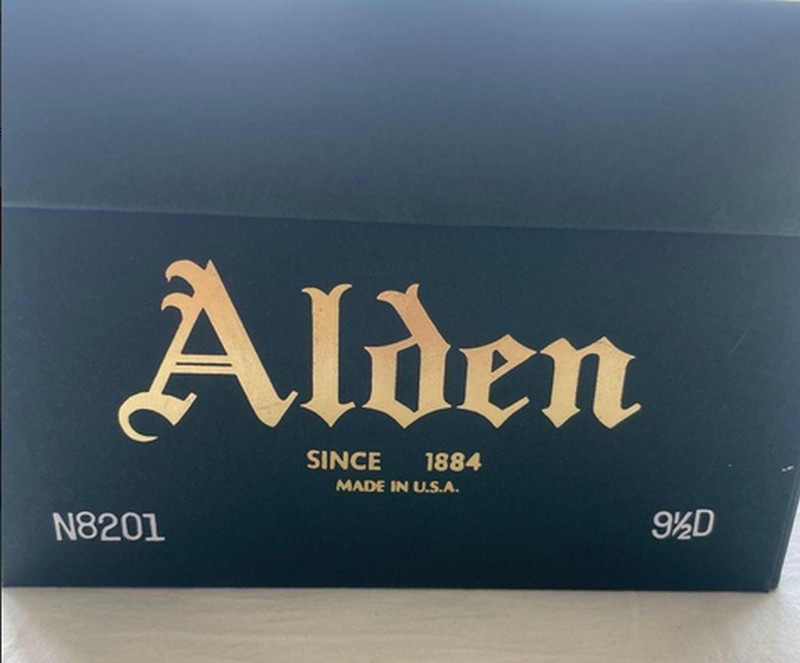 Alden
SINCE 1884
MADE IN U.S.A.
N8201 9½D